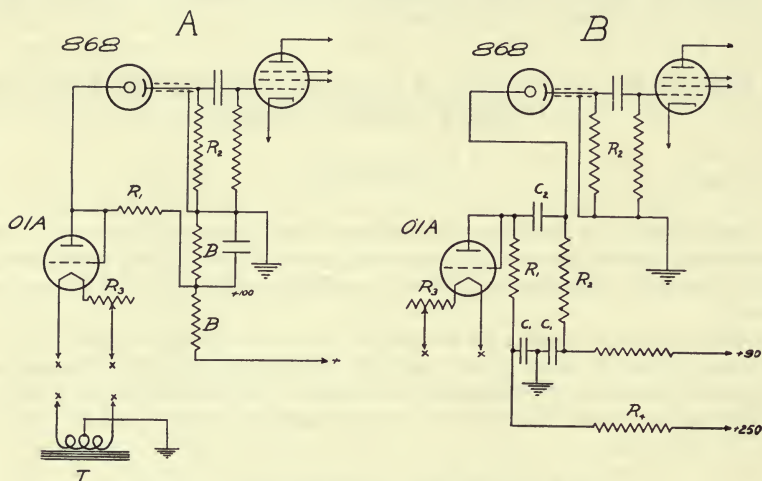 A
868
R₂
R₁
01A
R₃
B
+100
B
+
x x
x x
T
B
868
R₂
C₂
01A
R₁
R₂
R₃
x x
C₁ C₁
+90
R₄
+250